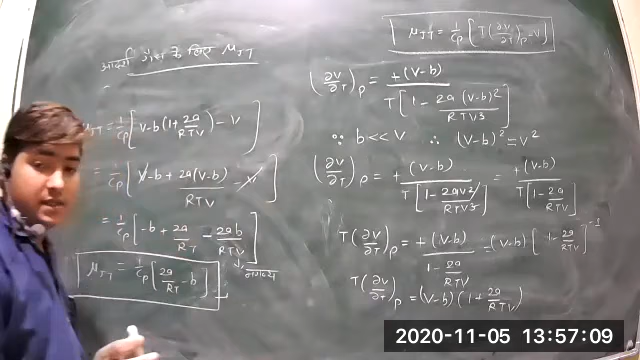 आदर्श गैस के लिए μJT
μJT = 1/Cp [V-b(1+2a/RTV) - V]
= 1/Cp [V-b + 2a(V-b)/RTV - V]
= 1/Cp [-b + 2a/RT - 2ab/RTV]
नगण्य
μJT = 1/Cp [2a/RT - b]
μJT = 1/Cp [T(∂V/∂T)P - V]
(∂V/∂T)P = +(V-b) / T[1 - 2a(V-b)²/RTV³]
∵ b<<V ∴ (V-b)² = V²
(∂V/∂T)P = +(V-b) / T[1 - 2aV²/RTV³] = +(V-b) / T[1 - 2a/RTV]
T(∂V/∂T)P = +(V-b) / 1 - 2a/RTV = (V-b)[1 - 2a/RTV]⁻¹
T(∂V/∂T)P = (V-b)(1 + 2a/RTV)
2020-11-05 13:57:09